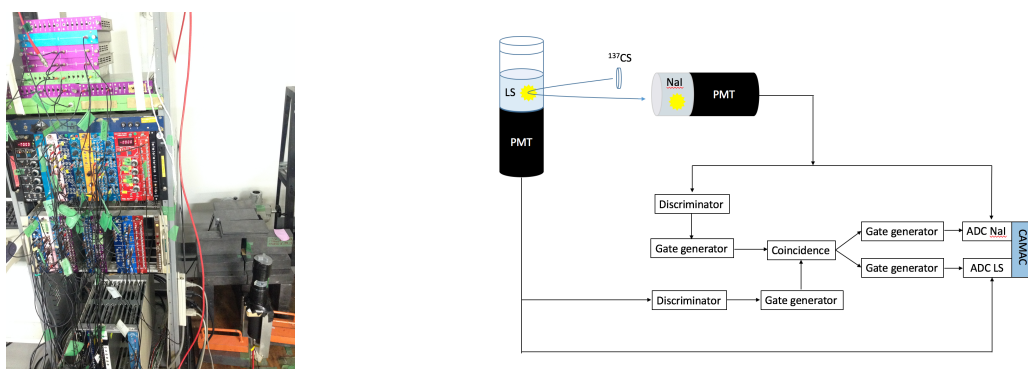 ¹³⁷CS
LS
NaI
PMT
PMT
Discriminator
Gate generator
Coincidence
Gate generator
ADC NaI
Gate generator
ADC LS
CAMAC
Discriminator
Gate generator